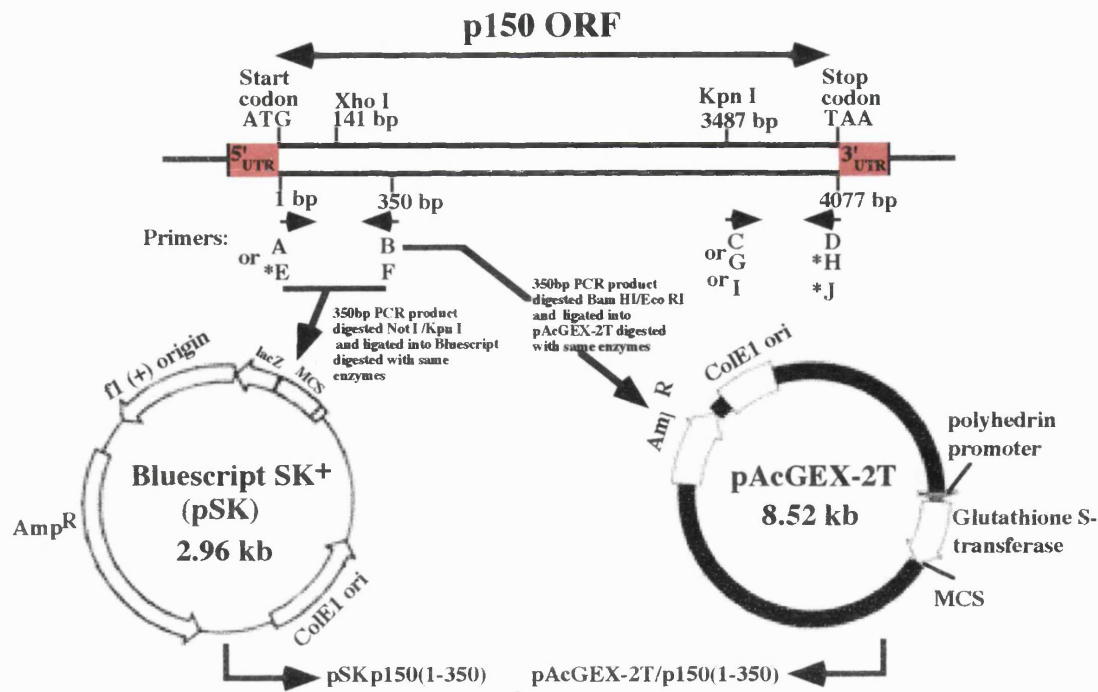 p150 ORF
Start
codon
ATG
Xho I
141 bp
Kpn I
3487 bp
Stop
codon
TAA
5' UTR
3' UTR
1 bp
350 bp
4077 bp
Primers:
A
or *E
B
F
C
or G
or I
D
*H
*J
350bp PCR product
digested Not I /Kpn I
and ligated into Bluescript
digested with same
enzymes
350bp PCR product
digested Bam HI/Eco RI
and ligated into
pAcGEX-2T digested
with same enzymes
f1 (+) origin
lacZ
MCS
Bluescript SK+
(pSK)
2.96 kb
AmpR
ColE1 ori
Am| R
ColE1 ori
pAcGEX-2T
8.52 kb
polyhedrin
promoter
Glutathione S-
transferase
MCS
pSKp150(1-350)
pAcGEX-2T/p150(1-350)